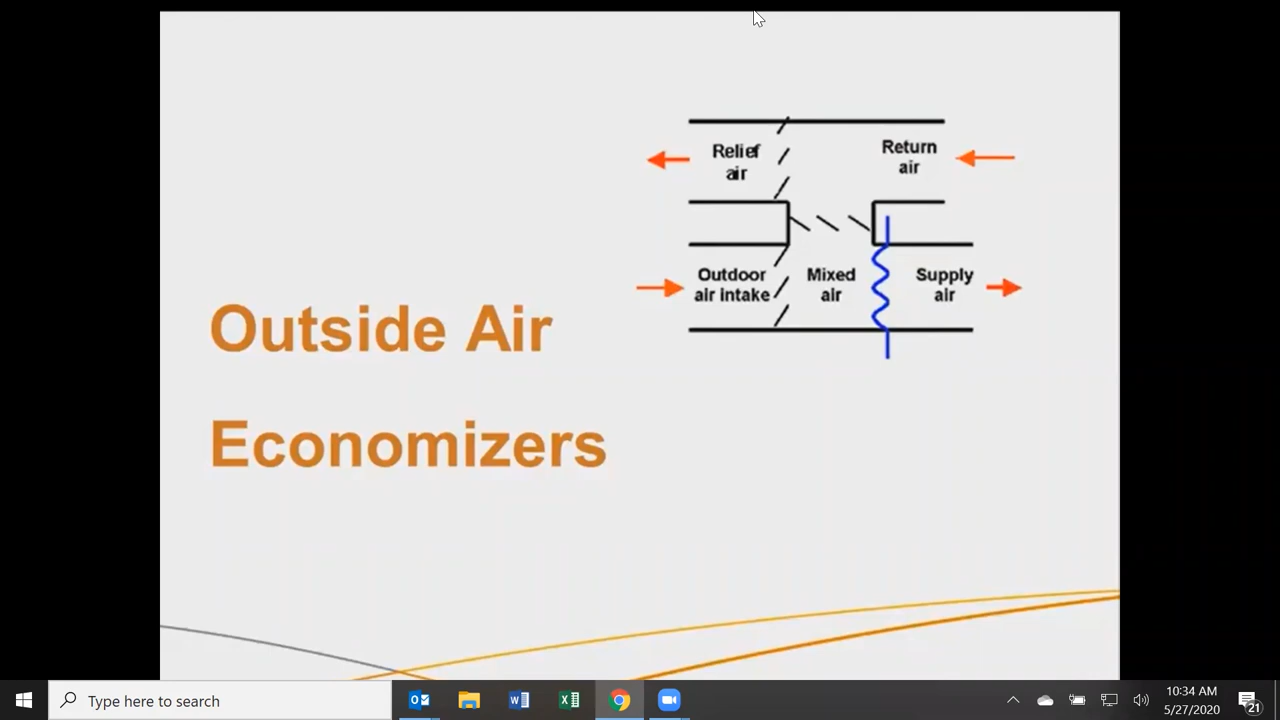 Relief
air
Return
air
Outdoor
air intake
Mixed
air
Supply
air
Outside Air
Economizers
Type here to search
10:34 AM
5/27/2020
21